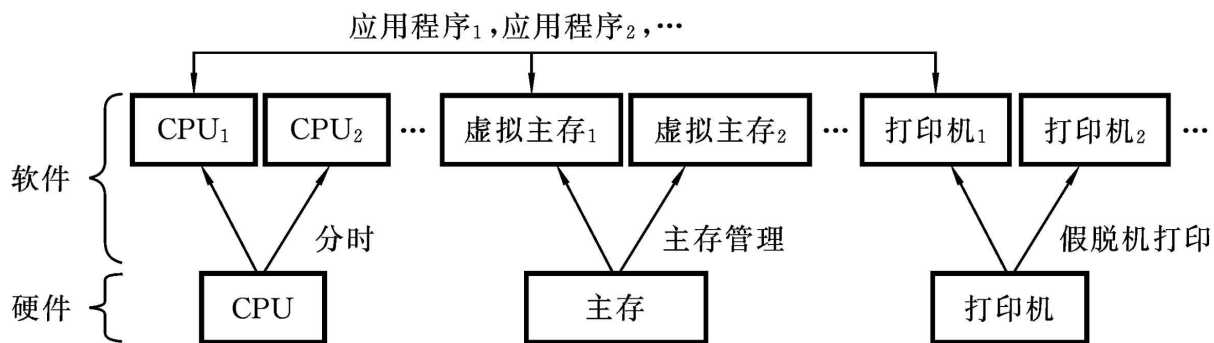 应用程序₁,应用程序₂,…
CPU₁ CPU₂ … 虚拟主存₁ 虚拟主存₂ … 打印机₁ 打印机₂ …
软件
分时 主存管理 假脱机打印
硬件 CPU 主存 打印机